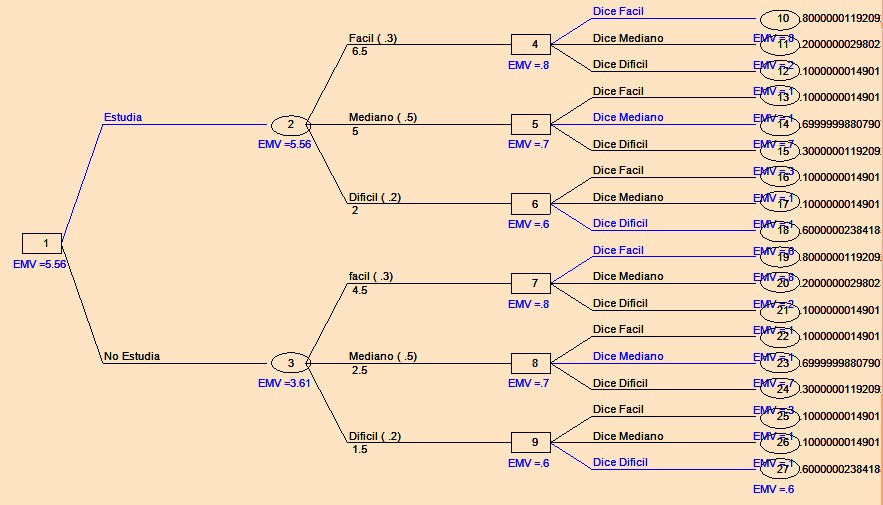 Dice Facil
10 .8000000119209
Facil ( .3)
6.5
4
EMV =.8
Dice Mediano
EMV =.8
11 .2000000029802
Dice Dificil
EMV =.2
12 .1000000014901
Dice Facil
EMV =.1
13 .1000000014901
Estudia
2
EMV =5.56
Mediano ( .5)
5
5
EMV =.7
Dice Mediano
EMV =.1
14 .6999999880790
Dice Dificil
EMV =.7
15 .3000000119209
Dice Facil
EMV =.3
16 .1000000014901
Dificil ( .2)
2
6
EMV =.6
Dice Mediano
EMV =.1
17 .1000000014901
Dice Dificil
EMV =.1
18 .6000000238418
1
EMV =5.56
Dice Facil
EMV =.6
19 .8000000119209
facil ( .3)
4.5
7
EMV =.8
Dice Mediano
EMV =.8
20 .2000000029802
Dice Dificil
EMV =.2
21 .1000000014901
Dice Facil
EMV =.1
22 .1000000014901
No Estudia
3
EMV =3.61
Mediano ( .5)
2.5
8
EMV =.7
Dice Mediano
EMV =.1
23 .6999999880790
Dice Dificil
EMV =.7
24 .3000000119209
Dice Facil
EMV =.3
25 .1000000014901
Dificil ( .2)
1.5
9
EMV =.6
Dice Mediano
EMV =.1
26 .1000000014901
Dice Dificil
EMV =.1
27 .6000000238418
EMV =.6